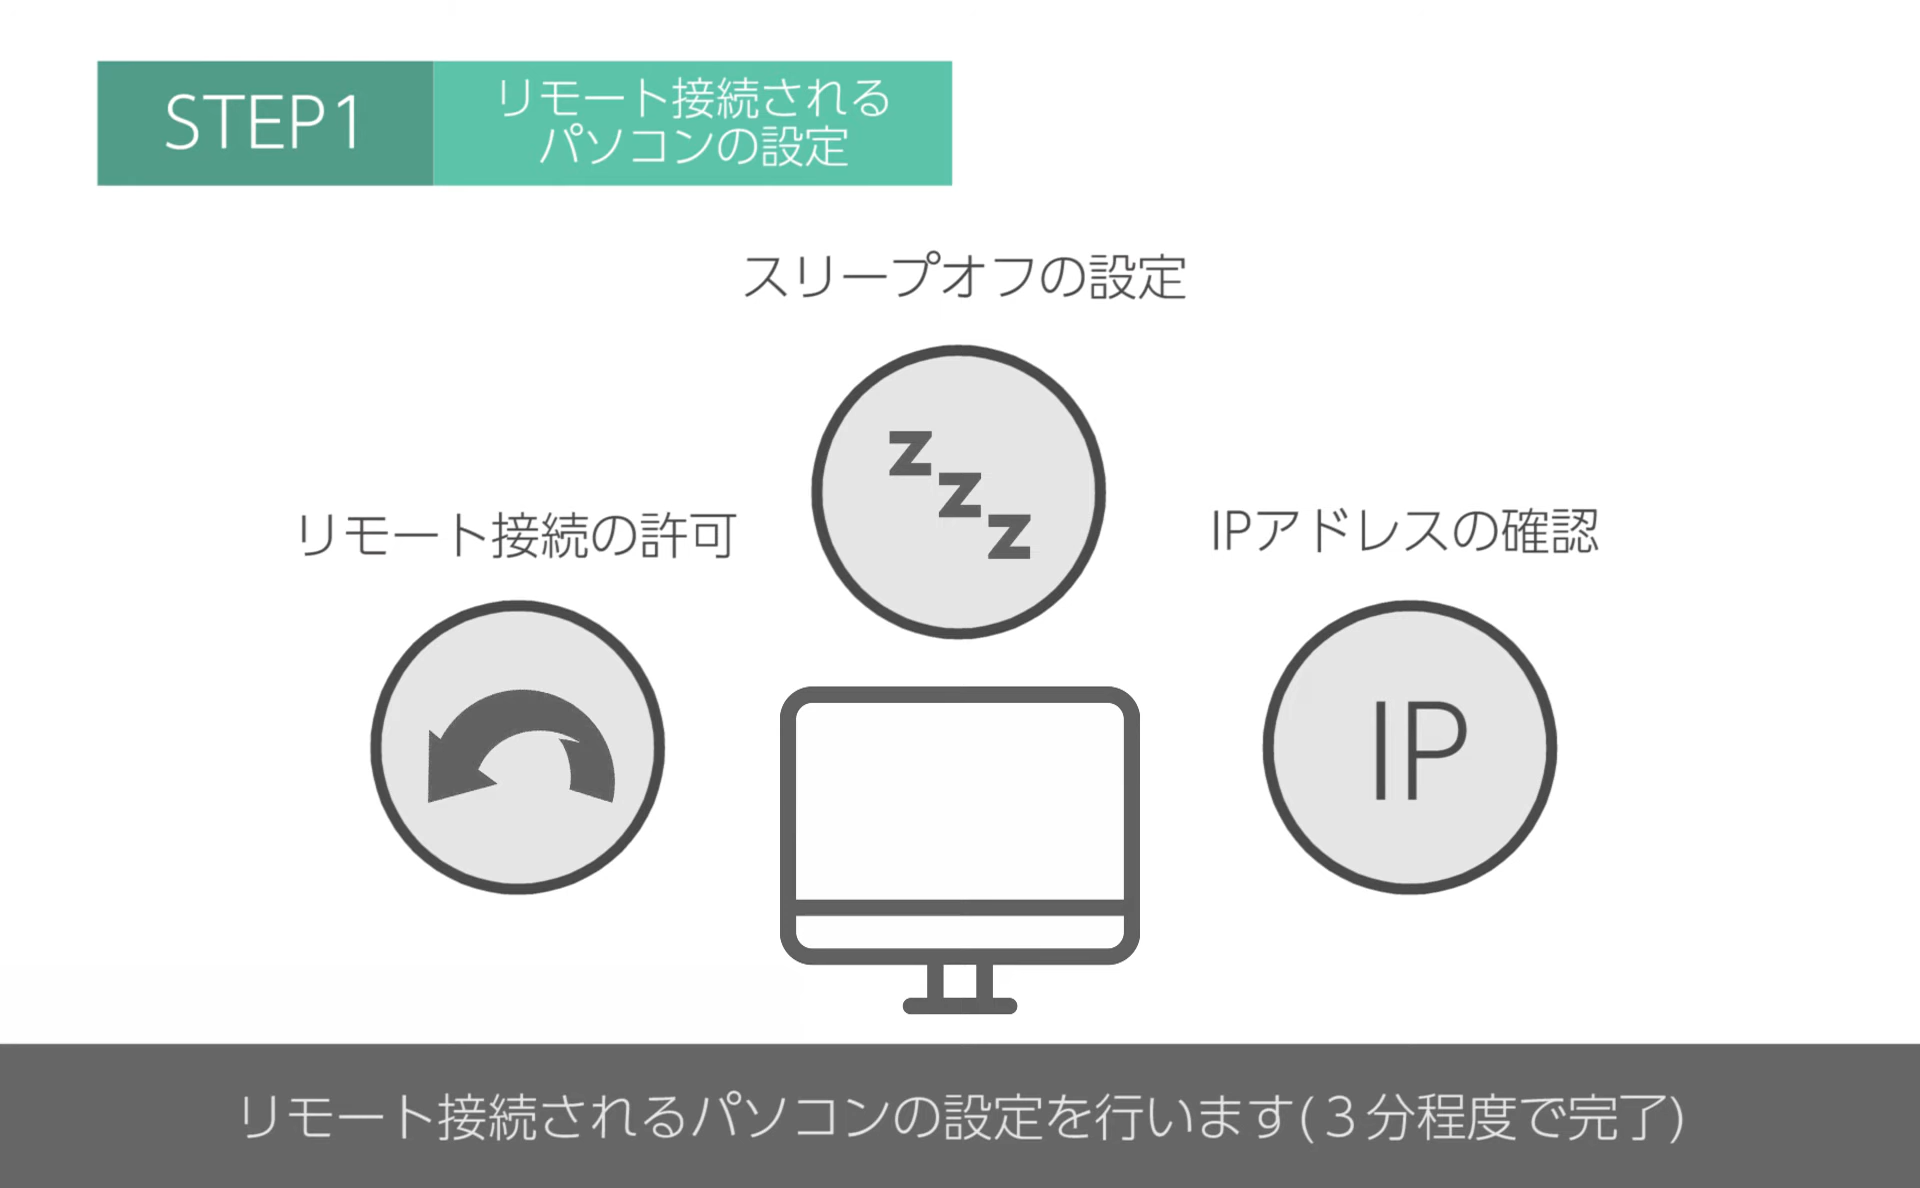 STEP1
リモート接続される
パソコンの設定
スリープオフの設定
z
z
z
リモート接続の許可
IPアドレスの確認
IP
リモート接続されるパソコンの設定を行います(３分程度で完了)